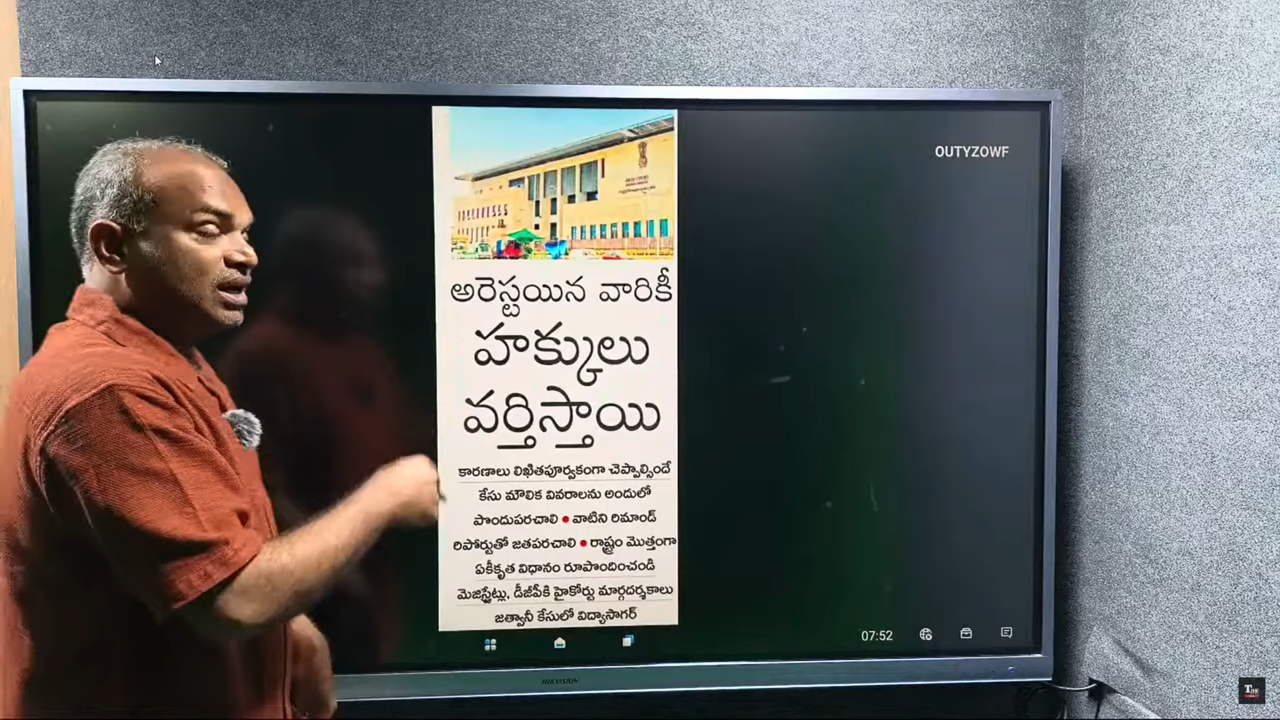 OUTYZOWF
అరెస్టయిన వారికీ
హక్కులు
వర్తిస్తాయి
కారణాలు లిఖితపూర్వకంగా చెప్పాల్సిందే
కేసు మౌలిక వివరాలను అందులో
పొందుపరచాలి ● వాటిని రిమాండ్
రిపోర్టుతో జతపరచాలి ● రాష్ట్రం మొత్తంగా
ఏకీకృత విధానం రూపొందించండి
మెజిస్ట్రేట్లు, డీజీపీకి హైకోర్టు మార్గదర్శకాలు
జత్వానీ కేసులో విద్యాసాగర్
07:52
HIKVISION